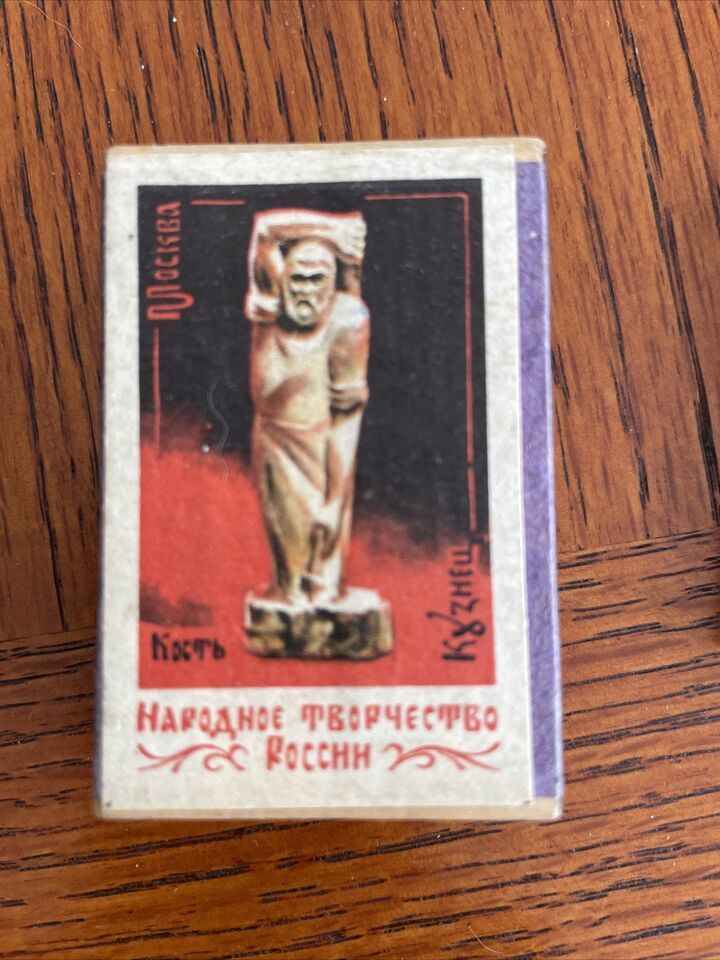 Москва
Кузнец
Кость
Народное творчество
России